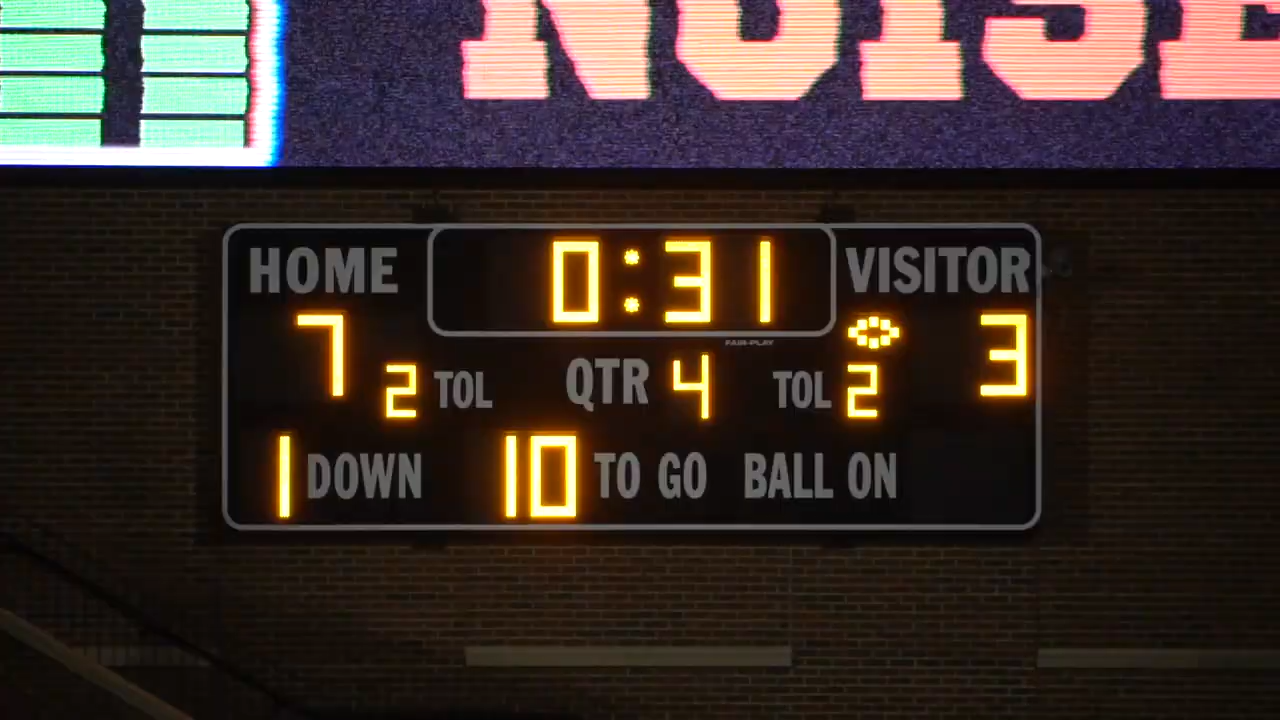 NOISE
HOME 0:31 VISITOR
FAIR-PLAY
7 2 TOL QTR 4 TOL 2 3
1 DOWN 10 TO GO BALL ON